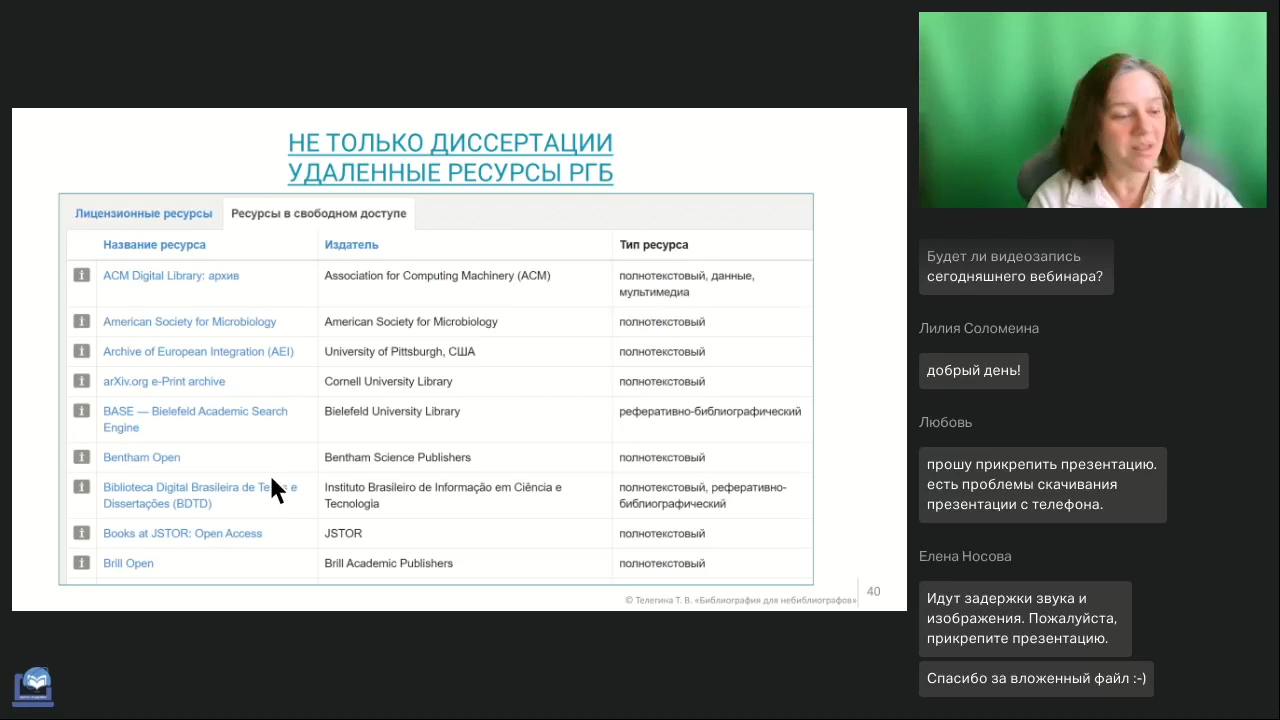 НЕ ТОЛЬКО ДИССЕРТАЦИИ
УДАЛЕННЫЕ РЕСУРСЫ РГБ
Лицензионные ресурсы
Ресурсы в свободном доступе
Название ресурса
Издатель
Тип ресурса
ACM Digital Library: архив
Association for Computing Machinery (ACM)
полнотекстовый, данные,
мультимедиа
American Society for Microbiology
American Society for Microbiology
полнотекстовый
Archive of European Integration (AEI)
University of Pittsburgh, США
полнотекстовый
arXiv.org e-Print archive
Cornell University Library
полнотекстовый
BASE — Bielefeld Academic Search
Engine
Bielefeld University Library
реферативно-библиографический
Bentham Open
Bentham Science Publishers
полнотекстовый
Biblioteca Digital Brasileira de e
Dissertações (BDTD)
Instituto Brasileiro de Informação em Ciência e
Tecnologia
полнотекстовый, реферативно-
библиографический
Books at JSTOR: Open Access
JSTOR
полнотекстовый
Brill Open
Brill Academic Publishers
полнотекстовый
© Телегина Т. В. «Библиография для небиблиографов»
40
Будет ли видеозапись
сегодняшнего вебинара?
Лилия Соломеина
добрый день!
Любовь
прошу прикрепить презентацию.
есть проблемы скачивания
презентации с телефона.
Елена Носова
Идут задержки звука и
изображения. Пожалуйста,
прикрепите презентацию.
Спасибо за вложенный файл :-)